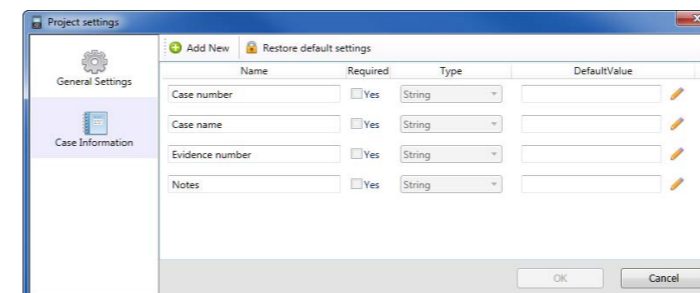 Project settings
General Settings
Case Information
Add New Restore default settings
Name Required Type DefaultValue
Case number Yes String
Case name Yes String
Evidence number Yes String
Notes Yes String
OK Cancel